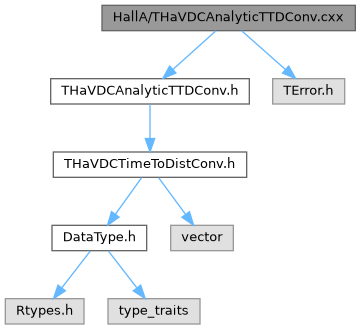 HallA/THaVDCAnalyticTTDConv.cxx
THaVDCAnalyticTTDConv.h
TError.h
THaVDCTimeToDistConv.h
DataType.h
vector
Rtypes.h
type_traits